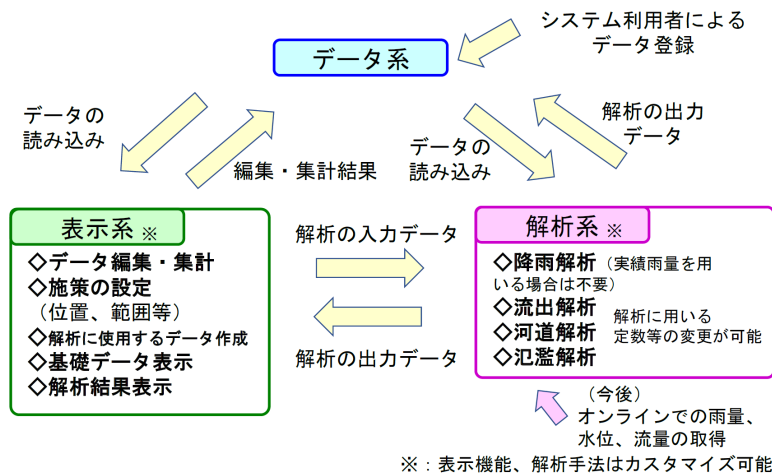 システム利用者による
データ登録
データ系
データの
読み込み
編集・集計結果
データの
読み込み
解析の出力
データ
表示系 ※
◇データ編集・集計
◇施策の設定
（位置、範囲等）
◇解析に使用するデータ作成
◇基礎データ表示
◇解析結果表示
解析の入力データ
解析の出力データ
解析系 ※
◇降雨解析（実績雨量を用
いる場合は不要）
◇流出解析
◇河道解析
◇氾濫解析
解析に用いる
定数等の変更が可能
（今後）
オンラインでの雨量、
水位、流量の取得
※：表示機能、解析手法はカスタマイズ可能